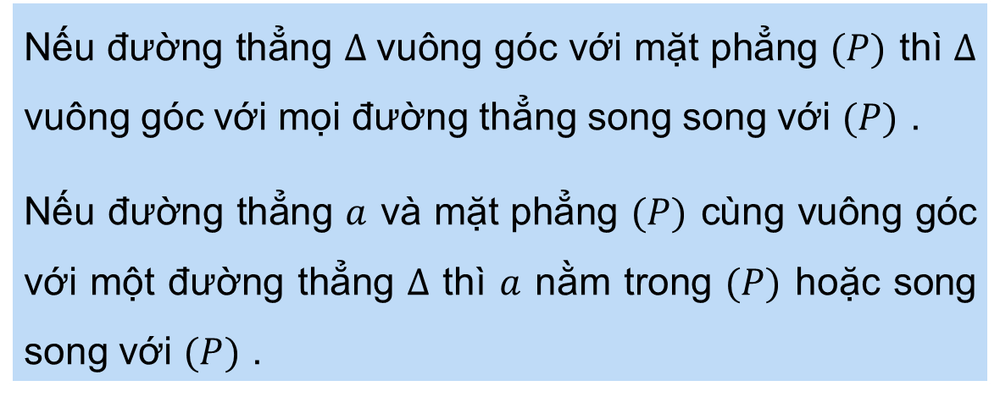 Nếu đường thẳng Δ vuông góc với mặt phẳng (P) thì Δ
vuông góc với mọi đường thẳng song song với (P) .
Nếu đường thẳng a và mặt phẳng (P) cùng vuông góc
với một đường thẳng Δ thì a nằm trong (P) hoặc song
song với (P) .